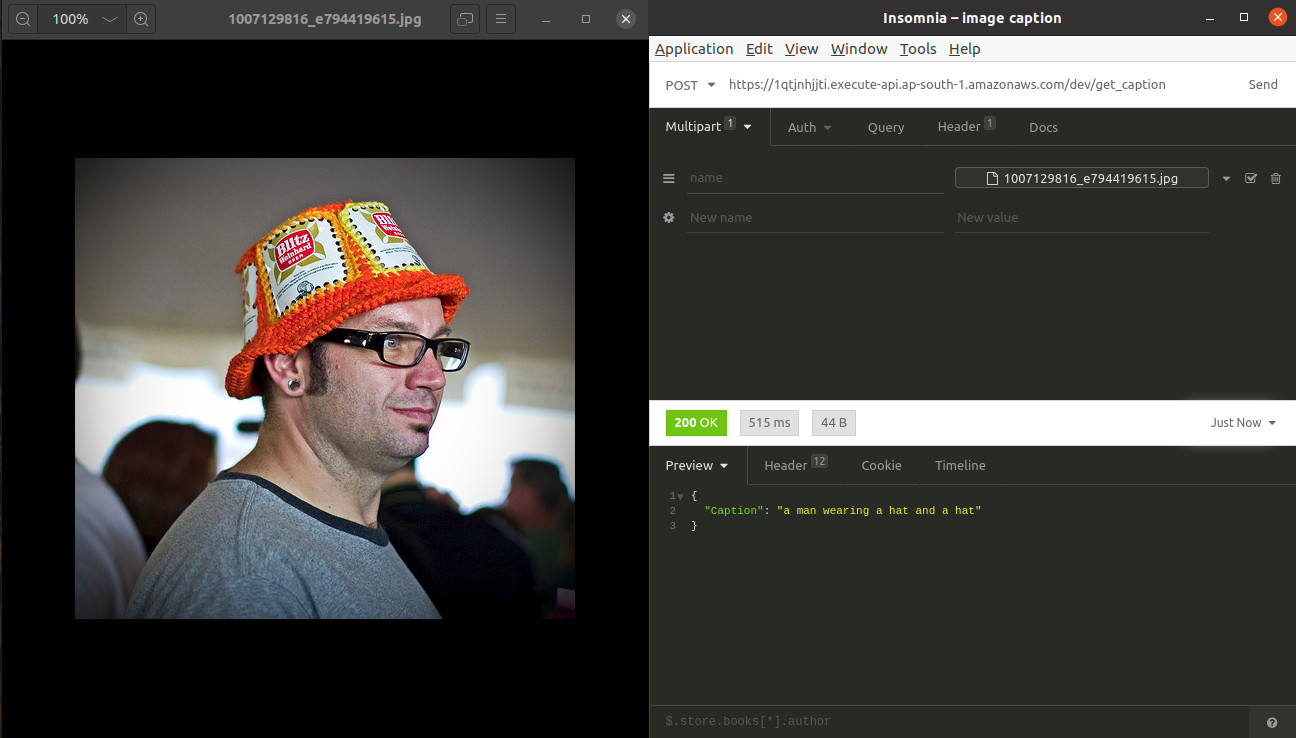 100%
1007129816_e794419615.jpg
Blitz
Weinhard
BEER
Blitz
Insomnia – image caption
Application Edit View Window Tools Help
POST https://1qtjnhjjti.execute-api.ap-south-1.amazonaws.com/dev/get_caption Send
Multipart 1 Auth Query Header 1 Docs
name 1007129816_e794419615.jpg
New name New value
200 OK 515 ms 44 B Just Now
Preview Header 12 Cookie Timeline
1 {
2 "Caption": "a man wearing a hat and a hat"
3 }
$.store.books[*].author